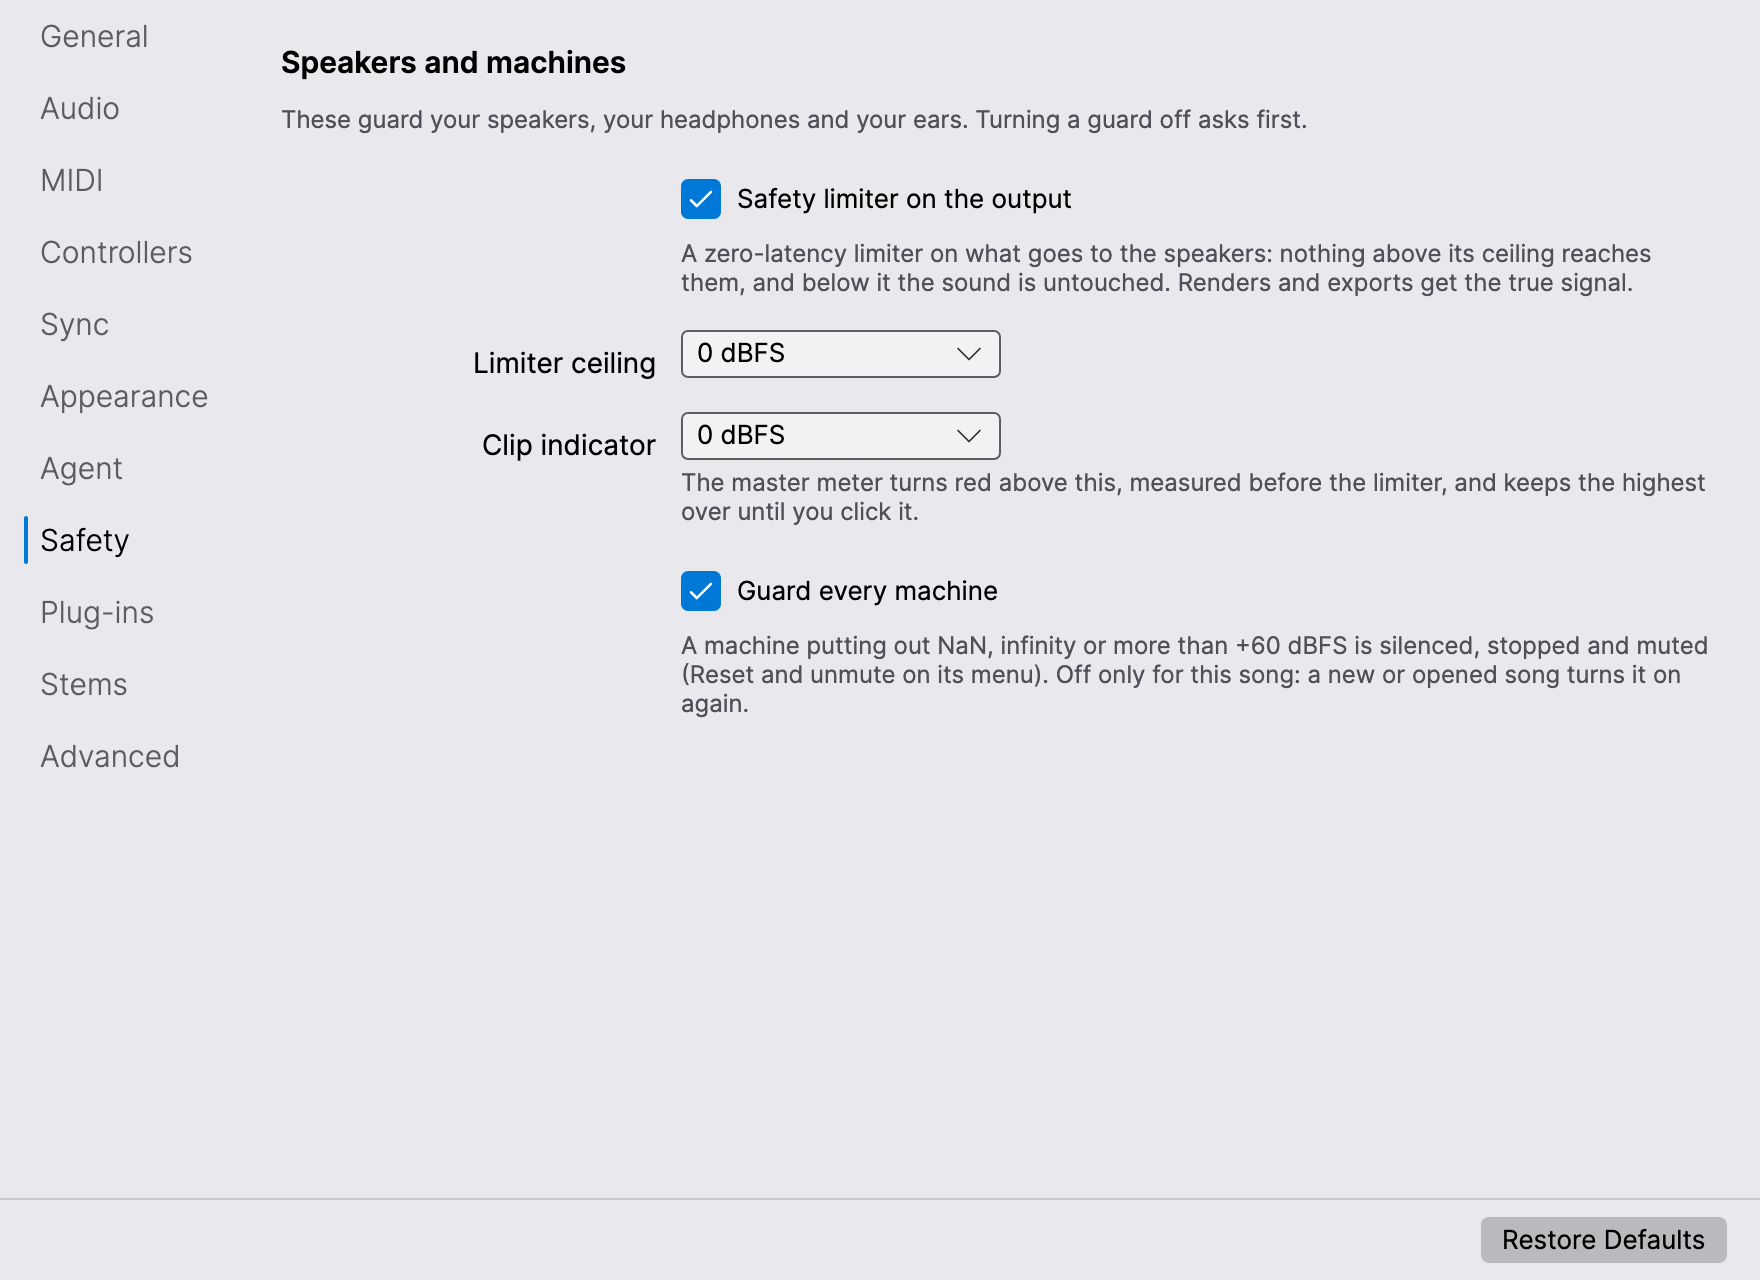 General
Audio
MIDI
Controllers
Sync
Appearance
Agent
Safety
Plug-ins
Stems
Advanced
Speakers and machines
These guard your speakers, your headphones and your ears. Turning a guard off asks first.
Safety limiter on the output
A zero-latency limiter on what goes to the speakers: nothing above its ceiling reaches
them, and below it the sound is untouched. Renders and exports get the true signal.
Limiter ceiling 0 dBFS
Clip indicator 0 dBFS
The master meter turns red above this, measured before the limiter, and keeps the highest
over until you click it.
Guard every machine
A machine putting out NaN, infinity or more than +60 dBFS is silenced, stopped and muted
(Reset and unmute on its menu). Off only for this song: a new or opened song turns it on
again.
Restore Defaults